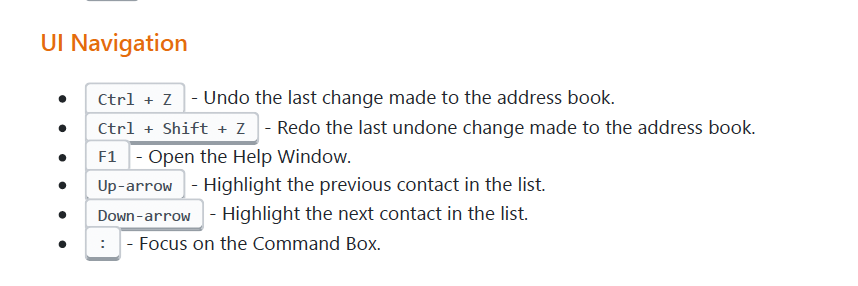 UI Navigation
Ctrl + Z - Undo the last change made to the address book.
Ctrl + Shift + Z - Redo the last undone change made to the address book.
F1 - Open the Help Window.
Up-arrow - Highlight the previous contact in the list.
Down-arrow - Highlight the next contact in the list.
: - Focus on the Command Box.